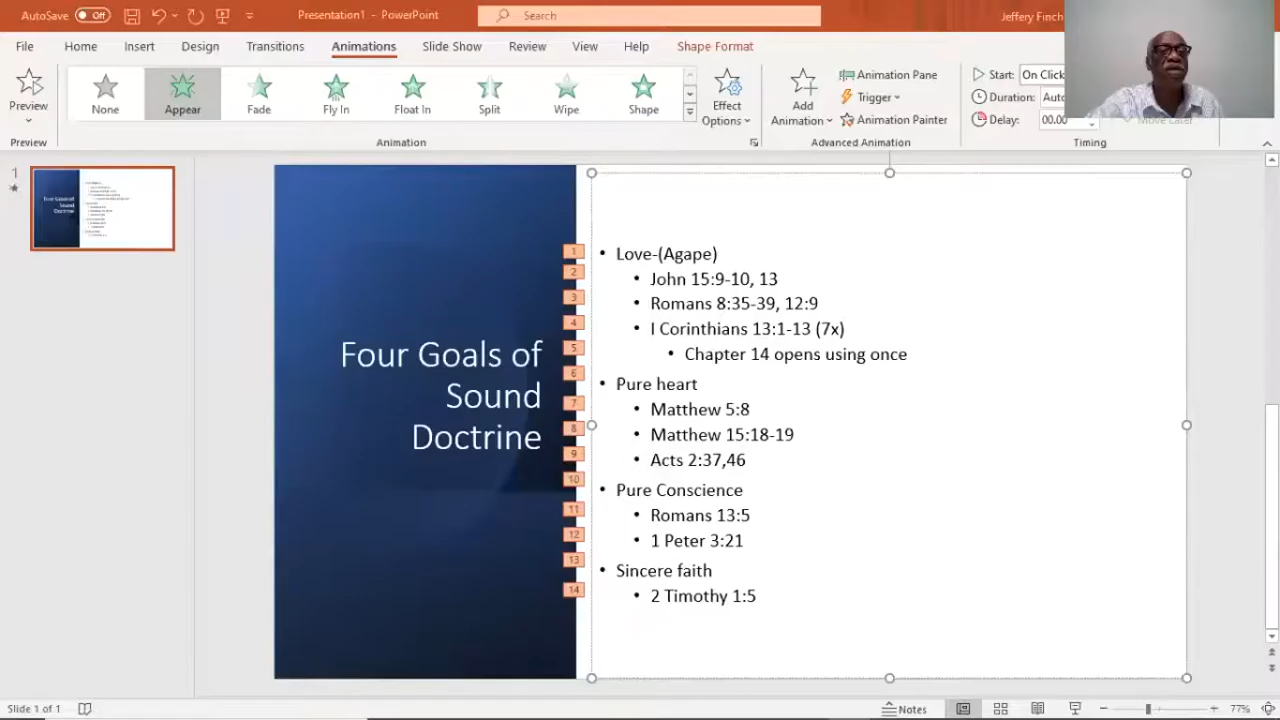 AutoSave Off Presentation1 - PowerPoint Search Jeffery Finch
File Home Insert Design Transitions Animations Slide Show Review View Help Shape Format
Preview None Appear Fade Fly In Float In Split Wipe Shape Effect Options Add Animation Animation Pane Trigger Animation Painter Start: On Click Duration: Auto Delay: 00.00 Move Later
Preview Animation Advanced Animation Timing
1
Four Goals of
Sound
Doctrine
1
2
3
4
5
6
7
8
9
10
11
12
13
14
• Love-(Agape)
• John 15:9-10, 13
• Romans 8:35-39, 12:9
• I Corinthians 13:1-13 (7x)
• Chapter 14 opens using once
• Pure heart
• Matthew 5:8
• Matthew 15:18-19
• Acts 2:37,46
• Pure Conscience
• Romans 13:5
• 1 Peter 3:21
• Sincere faith
• 2 Timothy 1:5
Slide 1 of 1 Notes 77%